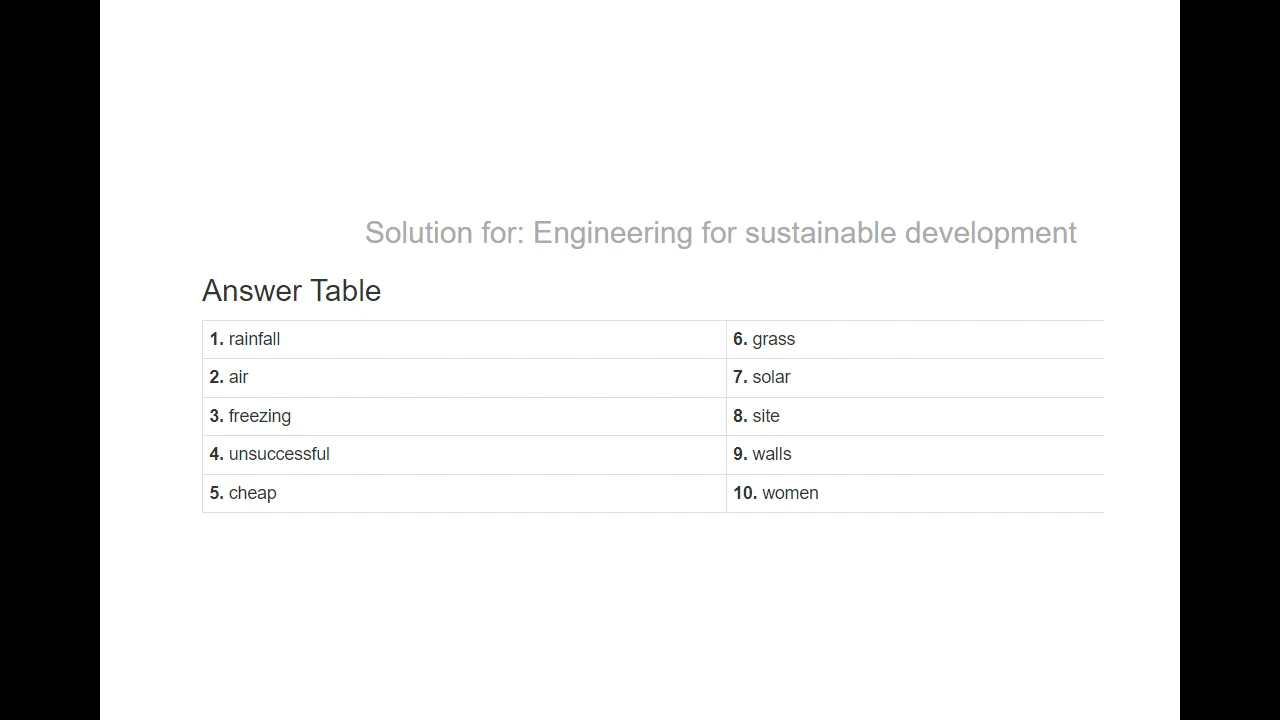 Solution for: Engineering for sustainable development
Answer Table
1. rainfall
6. grass
2. air
7. solar
3. freezing
8. site
4. unsuccessful
9. walls
5. cheap
10. women